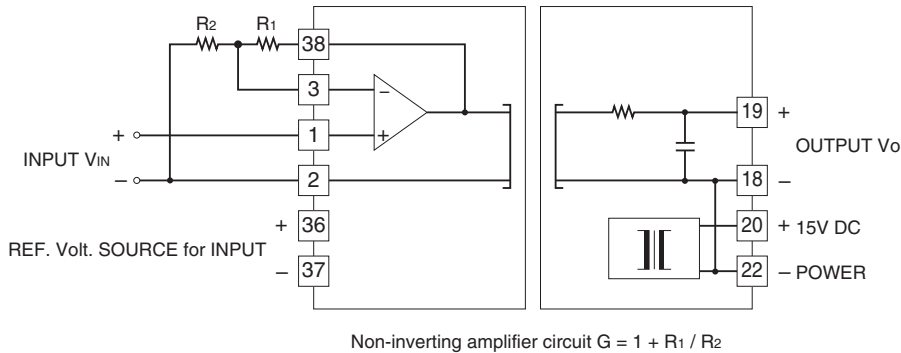 R2 R1
38
3 −
1 +
+
INPUT VIN
− 2
+ 36
REF. Volt. SOURCE for INPUT
− 37
19 +
OUTPUT Vo
18 −
20 + 15V DC
22 − POWER
Non-inverting amplifier circuit G = 1 + R1 / R2